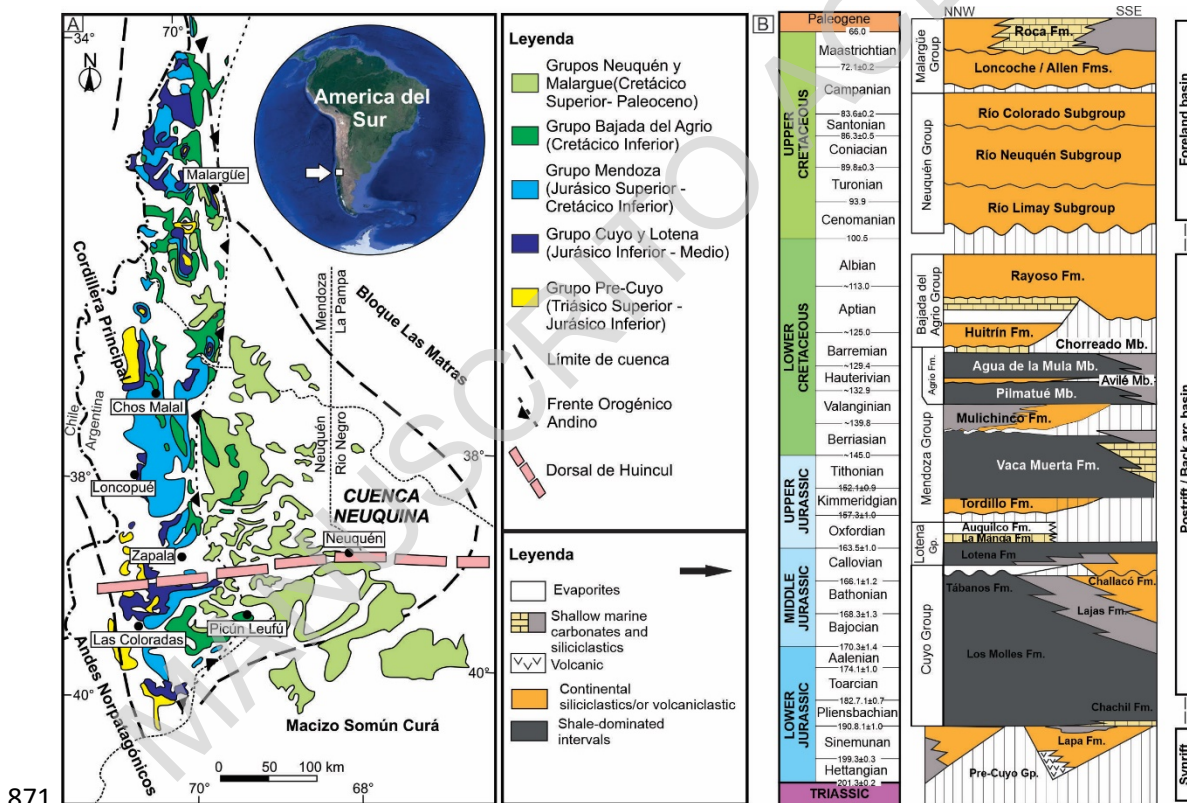 A
70°
34°
N
Malargüe
Cordillera Principal
Mendoza
La Pampa
Bloque Las Matras
Chos Malal
Chile
Argentina
Neuquén
Rio Negro
38°
38°
Loncopué
CUENCA
NEUQUINA
Neuquén
Zapala
Las Coloradas
Picún Leufú
40°
40°
Andes Norpatagónicos
Macizo Somún Curá
0 50 100 km
70°
68°
America del
Sur
Leyenda
Grupos Neuquén y
Malargue(Cretácico
Superior- Paleoceno)
Grupo Bajada del Agrio
(Cretácico Inferior)
Grupo Mendoza
(Jurásico Superior -
Cretácico Inferior)
Grupo Cuyo y Lotena
(Jurásico Inferior - Medio)
Grupo Pre-Cuyo
(Triásico Superior -
Jurásico Inferior)
Límite de cuenca
Frente Orogénico
Andino
Dorsal de Huincul
Leyenda
Evaporites
Shallow marine
carbonates and
siliciclastics
Volcanic
Continental
siliciclastics/or volcaniclastic
Shale-dominated
intervals
B
Paleogene
66.0
UPPER
CRETACEOUS
Maastrichtian
72.1±0.2
Campanian
83.6±0.2
Santonian
86.3±0.5
Coniacian
89.8±0.3
Turonian
93.9
Cenomanian
100.5
LOWER
CRETACEOUS
Albian
~113.0
Aptian
~125.0
Barremian
~129.4
Hauterivian
~132.9
Valanginian
~139.8
Berriasian
~145.0
UPPER
JURASSIC
Tithonian
152.1±0.9
Kimmeridgian
157.3±1.0
Oxfordian
163.5±1.0
MIDDLE
JURASSIC
Callovian
166.1±1.2
Bathonian
168.3±1.3
Bajocian
170.3±1.4
Aalenian
174.1±1.0
LOWER
JURASSIC
Toarcian
182.7.1±0.7
Pliensbachian
190.8.1±1.0
Sinemunan
199.3±0.3
Hettangian
201.3±0.2
TRIASSIC
NNW
SSE
Malargüe
Group
Roca Fm.
Loncoche / Allen Fms.
Neuquén Group
Río Colorado Subgroup
Río Neuquén Subgroup
Río Limay Subgroup
Foreland basin
Bajada del
Agrio Group
Rayoso Fm.
Huitrín Fm.
Chorreado Mb.
Mendoza Group
Agrio Fm.
Agua de la Mula Mb.
Avilé Mb.
Pilmatué Mb.
Mulichinco Fm.
Vaca Muerta Fm.
Tordillo Fm.
Lotena
Gp.
Auquilco Fm.
La Manga Fm.
Lotena Fm
Cuyo Group
Tábanos Fm.
Challacó Fm.
Lajas Fm.
Los Molles Fm.
Chachil Fm.
Lapa Fm.
Pre-Cuyo Gp.
Postrift / Back arc basin
Synrift
871
MANUSCRITO